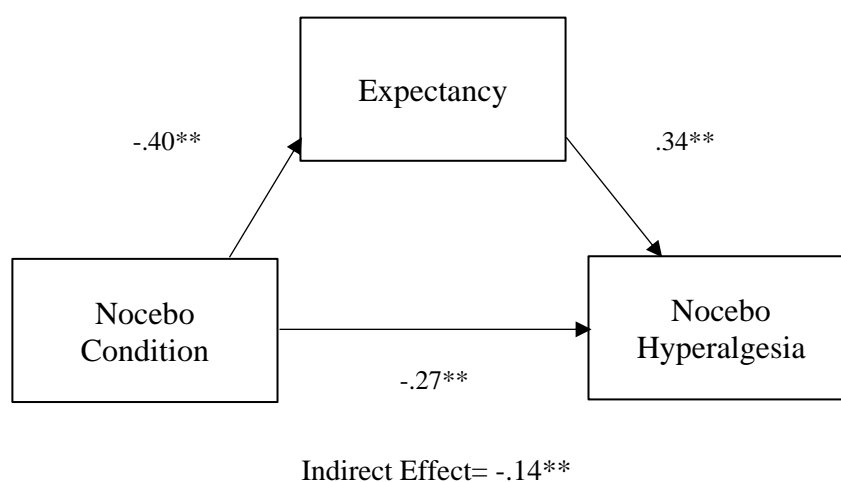 Expectancy
-.40**
.34**
Nocebo
Condition
Nocebo
Hyperalgesia
-.27**
Indirect Effect= -.14**